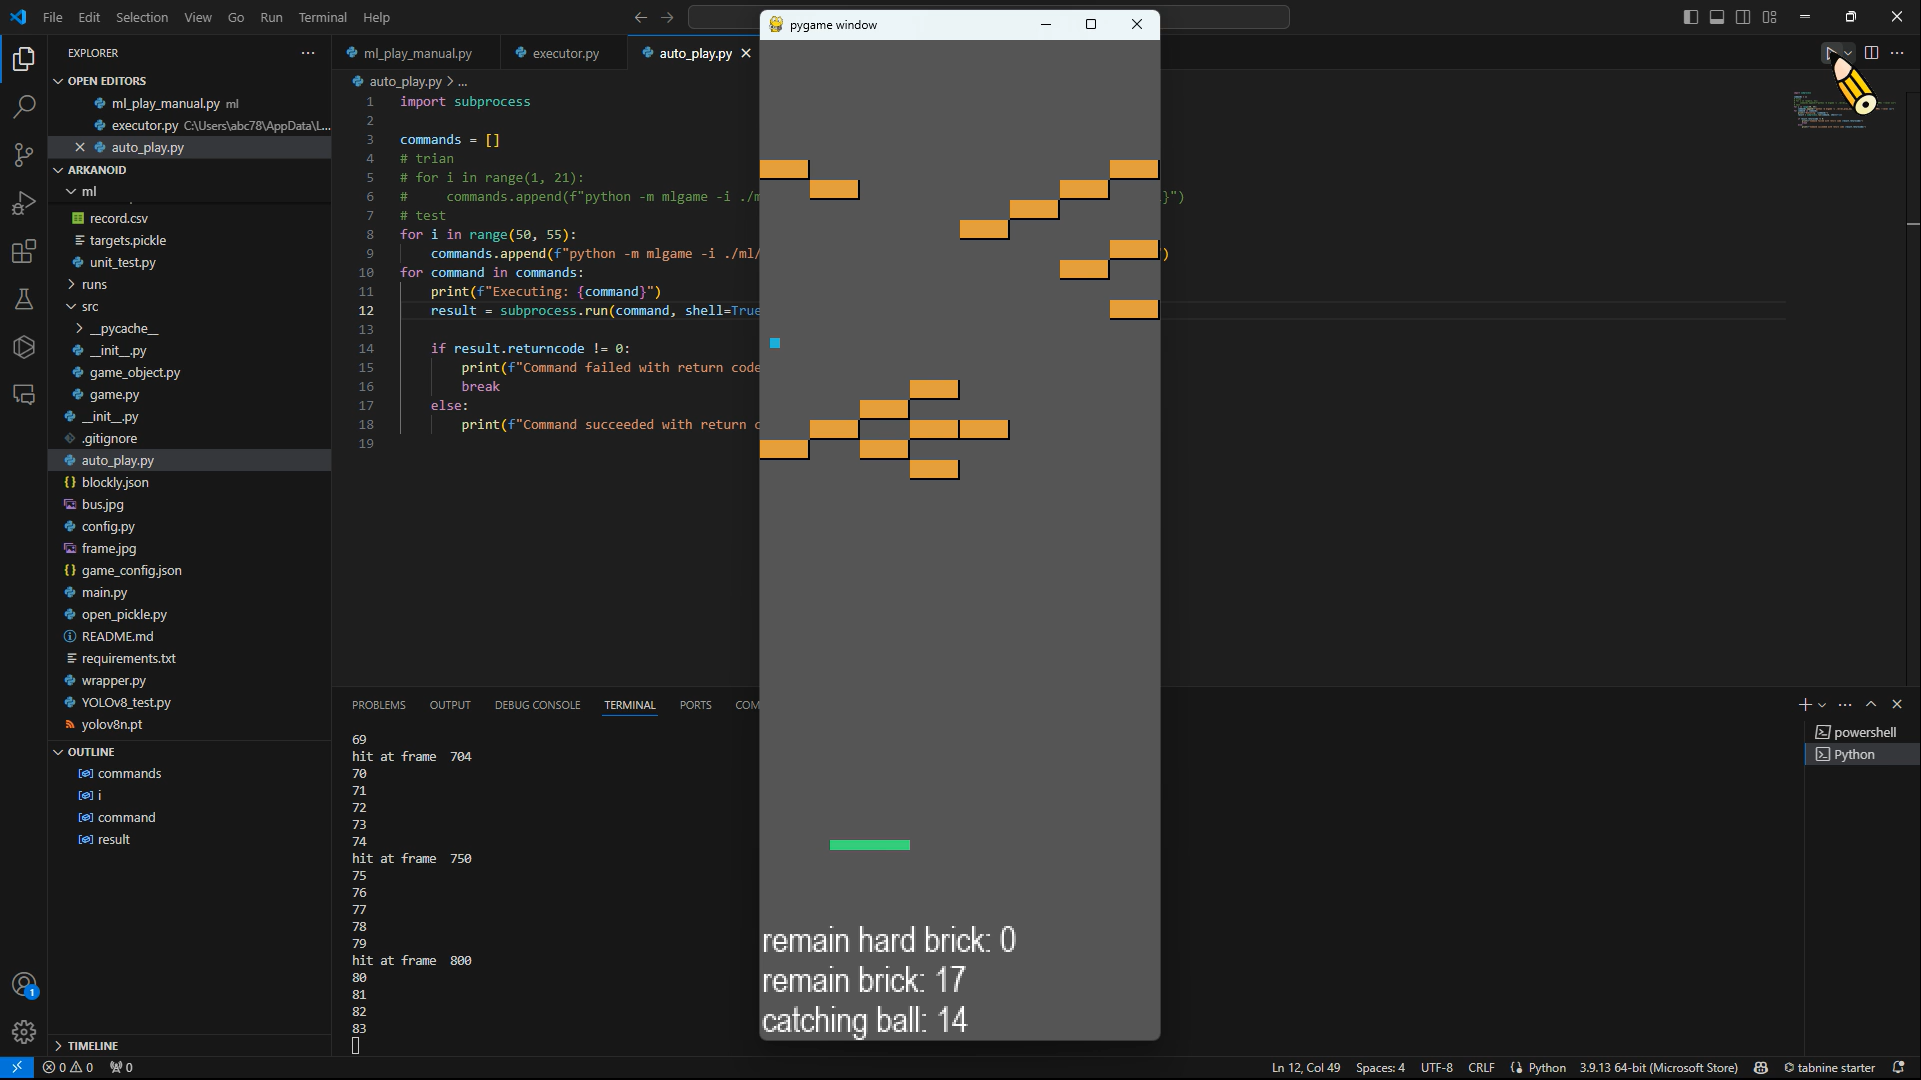 File Edit Selection View Go Run Terminal Help
pygame window
EXPLORER
OPEN EDITORS
ml_play_manual.py ml
executor.py C:\Users\abc78\AppData\L...
auto_play.py
ARKANOID
ml
record.csv
targets.pickle
unit_test.py
runs
src
__pycache__
__init__.py
game_object.py
game.py
__init__.py
.gitignore
auto_play.py
blockly.json
bus.jpg
config.py
frame.jpg
game_config.json
main.py
open_pickle.py
README.md
requirements.txt
wrapper.py
YOLOv8_test.py
yolov8n.pt
OUTLINE
commands
i
command
result
TIMELINE
ml_play_manual.py executor.py auto_play.py
auto_play.py > ...
1 import subprocess
2
3 commands = []
4 # trian
5 # for i in range(1, 21):
6 #     commands.append(f"python -m mlgame -i ./m }")
7 # test
8 for i in range(50, 55):
9     commands.append(f"python -m mlgame -i ./ml/ )
10 for command in commands:
11     print(f"Executing: {command}")
12     result = subprocess.run(command, shell=True
13
14     if result.returncode != 0:
15         print(f"Command failed with return code
16         break
17     else:
18         print(f"Command succeeded with return c
19
remain hard brick: 0
remain brick: 17
catching ball: 14
PROBLEMS OUTPUT DEBUG CONSOLE TERMINAL PORTS COM
69
hit at frame  704
70
71
72
73
74
hit at frame  750
75
76
77
78
79
hit at frame  800
80
81
82
83
powershell
Python
1
0 0 0 Ln 12, Col 49 Spaces: 4 UTF-8 CRLF Python 3.9.13 64-bit (Microsoft Store) tabnine starter